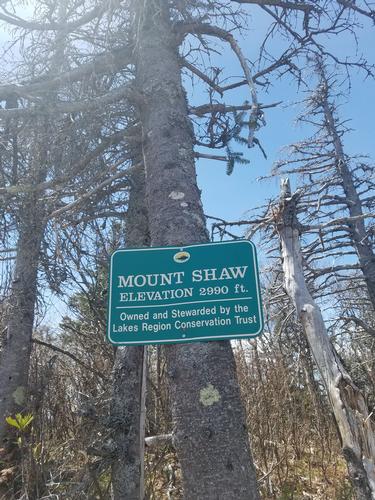 MOUNT SHAW
ELEVATION 2990 ft.
Owned and Stewarded by the
Lakes Region Conservation Trust